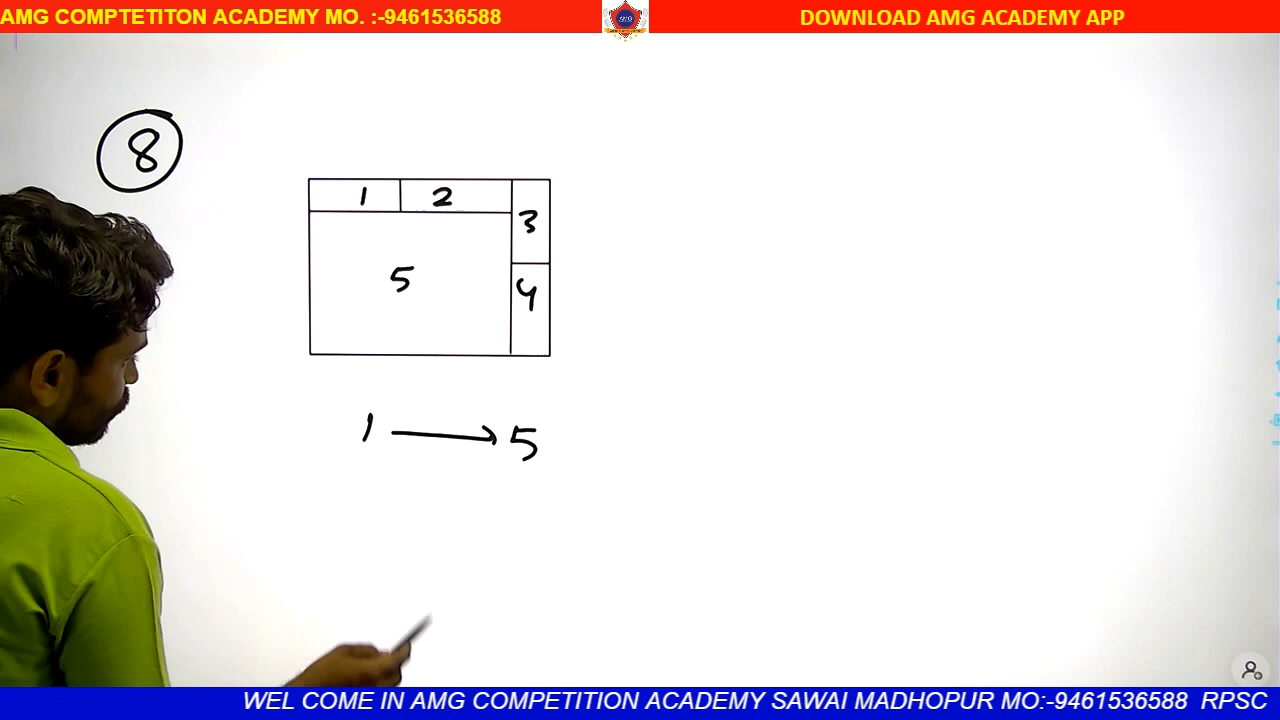 AMG COMPTETITON ACADEMY MO. :-9461536588
AMG
DOWNLOAD AMG ACADEMY APP
8
1 2
3
5 4
1 → 5
WEL COME IN AMG COMPETITION ACADEMY SAWAI MADHOPUR MO:-9461536588 RPSC